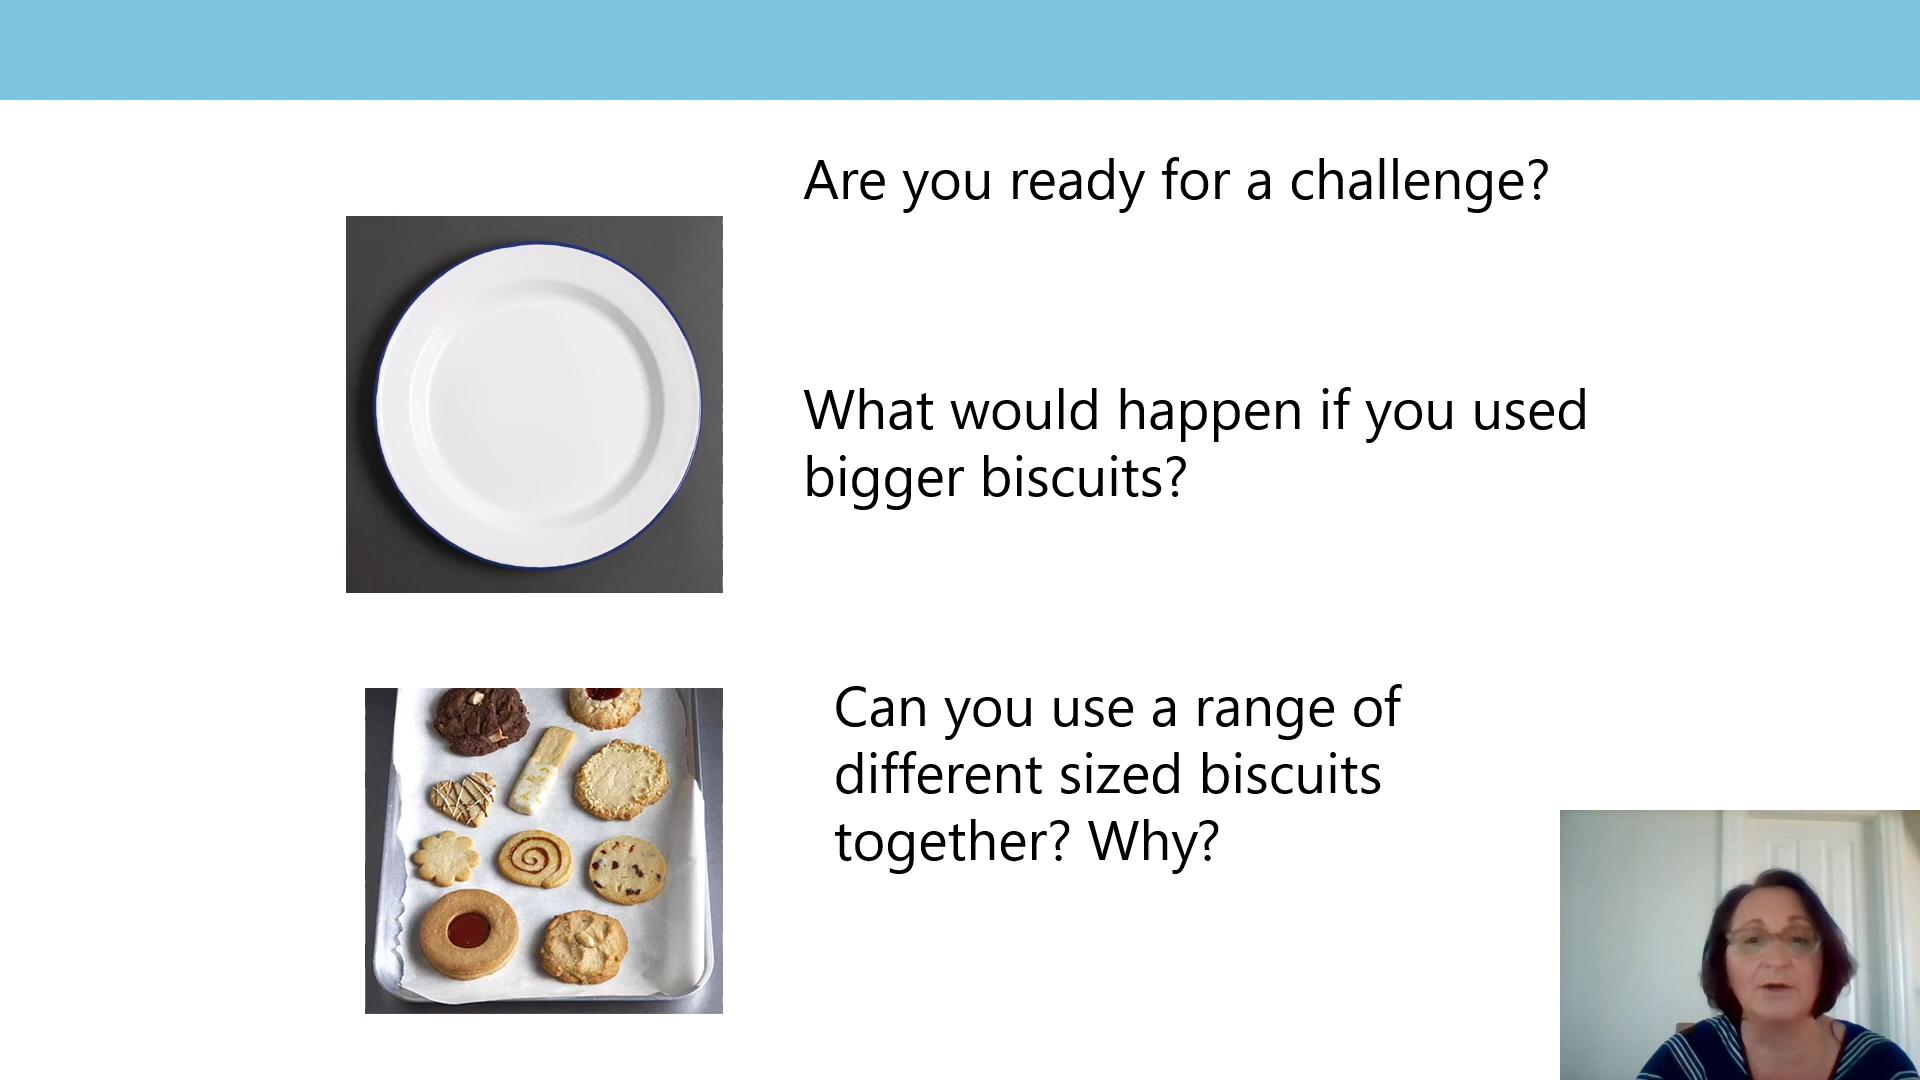 Are you ready for a challenge?
What would happen if you used
bigger biscuits?
Can you use a range of
different sized biscuits
together? Why?